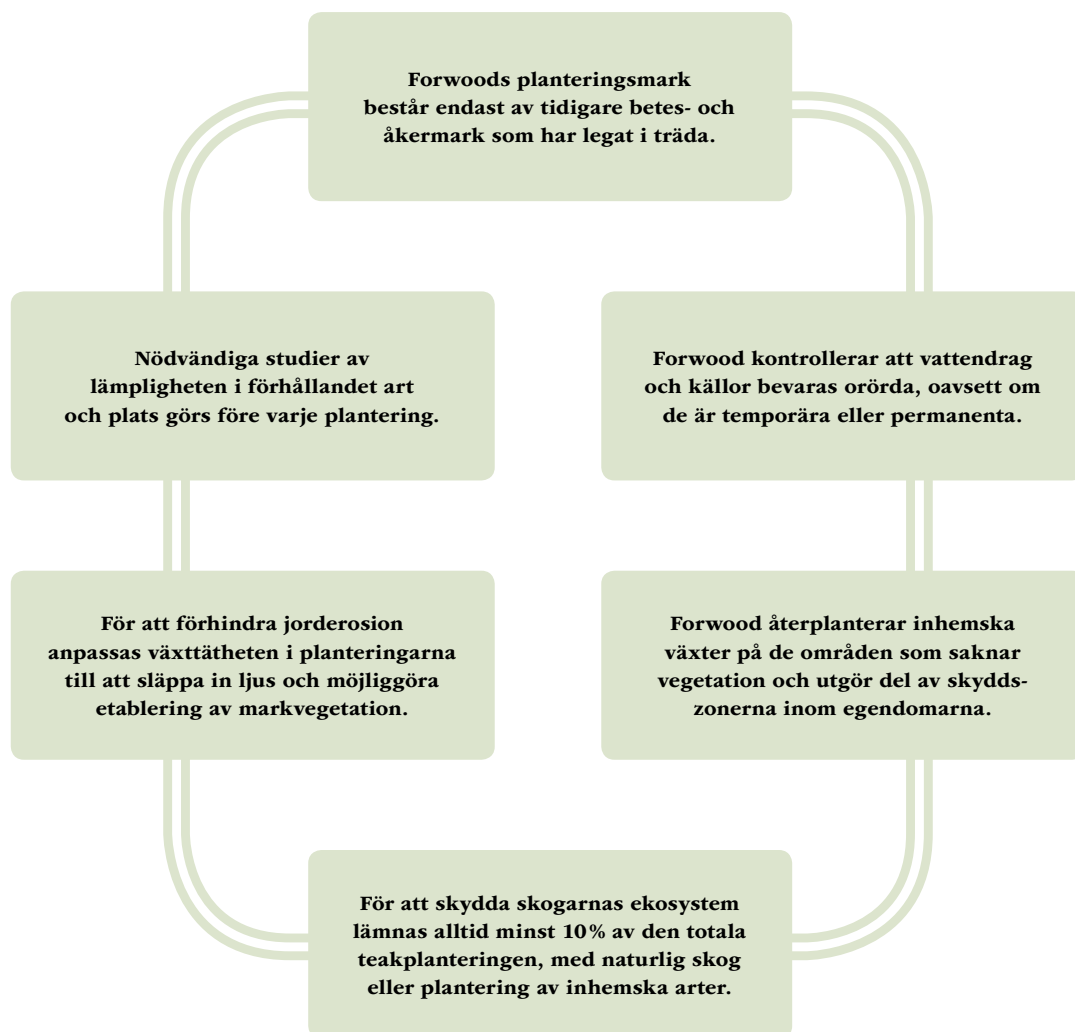 Forwoods planteringsmark
består endast av tidigare betes- och
åkermark som har legat i träda.
Nödvändiga studier av
lämpligheten i förhållandet art
och plats görs före varje plantering.
Forwood kontrollerar att vattendrag
och källor bevaras orörda, oavsett om
de är temporära eller permanenta.
För att förhindra jorderosion
anpassas växttätheten i planteringarna
till att släppa in ljus och möjliggöra
etablering av markvegetation.
Forwood återplanterar inhemska
växter på de områden som saknar
vegetation och utgör del av skydds-
zonerna inom egendomarna.
För att skydda skogarnas ekosystem
lämnas alltid minst 10% av den totala
teakplanteringen, med naturlig skog
eller plantering av inhemska arter.